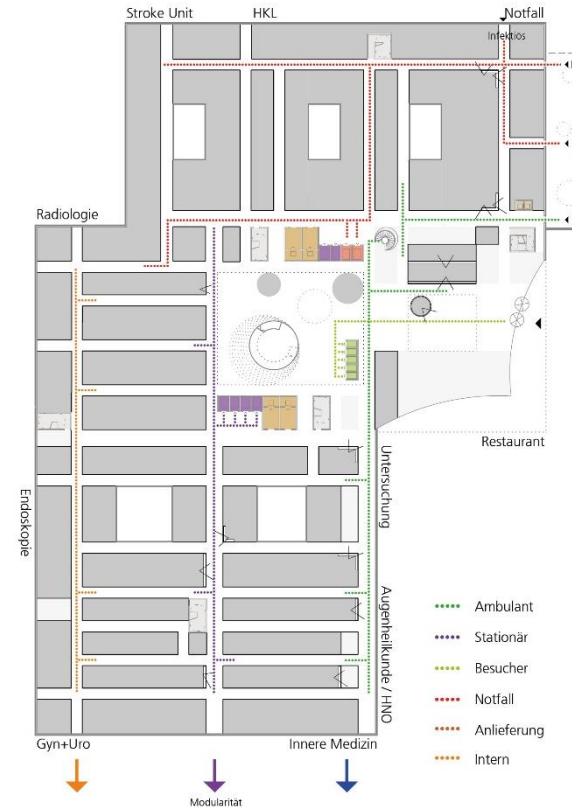 Stroke Unit
HKL
Notfall
Infektiös
Radiologie
Restaurant
Untersuchung
Endoskopie
Augenheilkunde / HNO
Ambulant
Stationär
Besucher
Notfall
Anlieferung
Intern
Gyn+Uro
Innere Medizin
Modularität